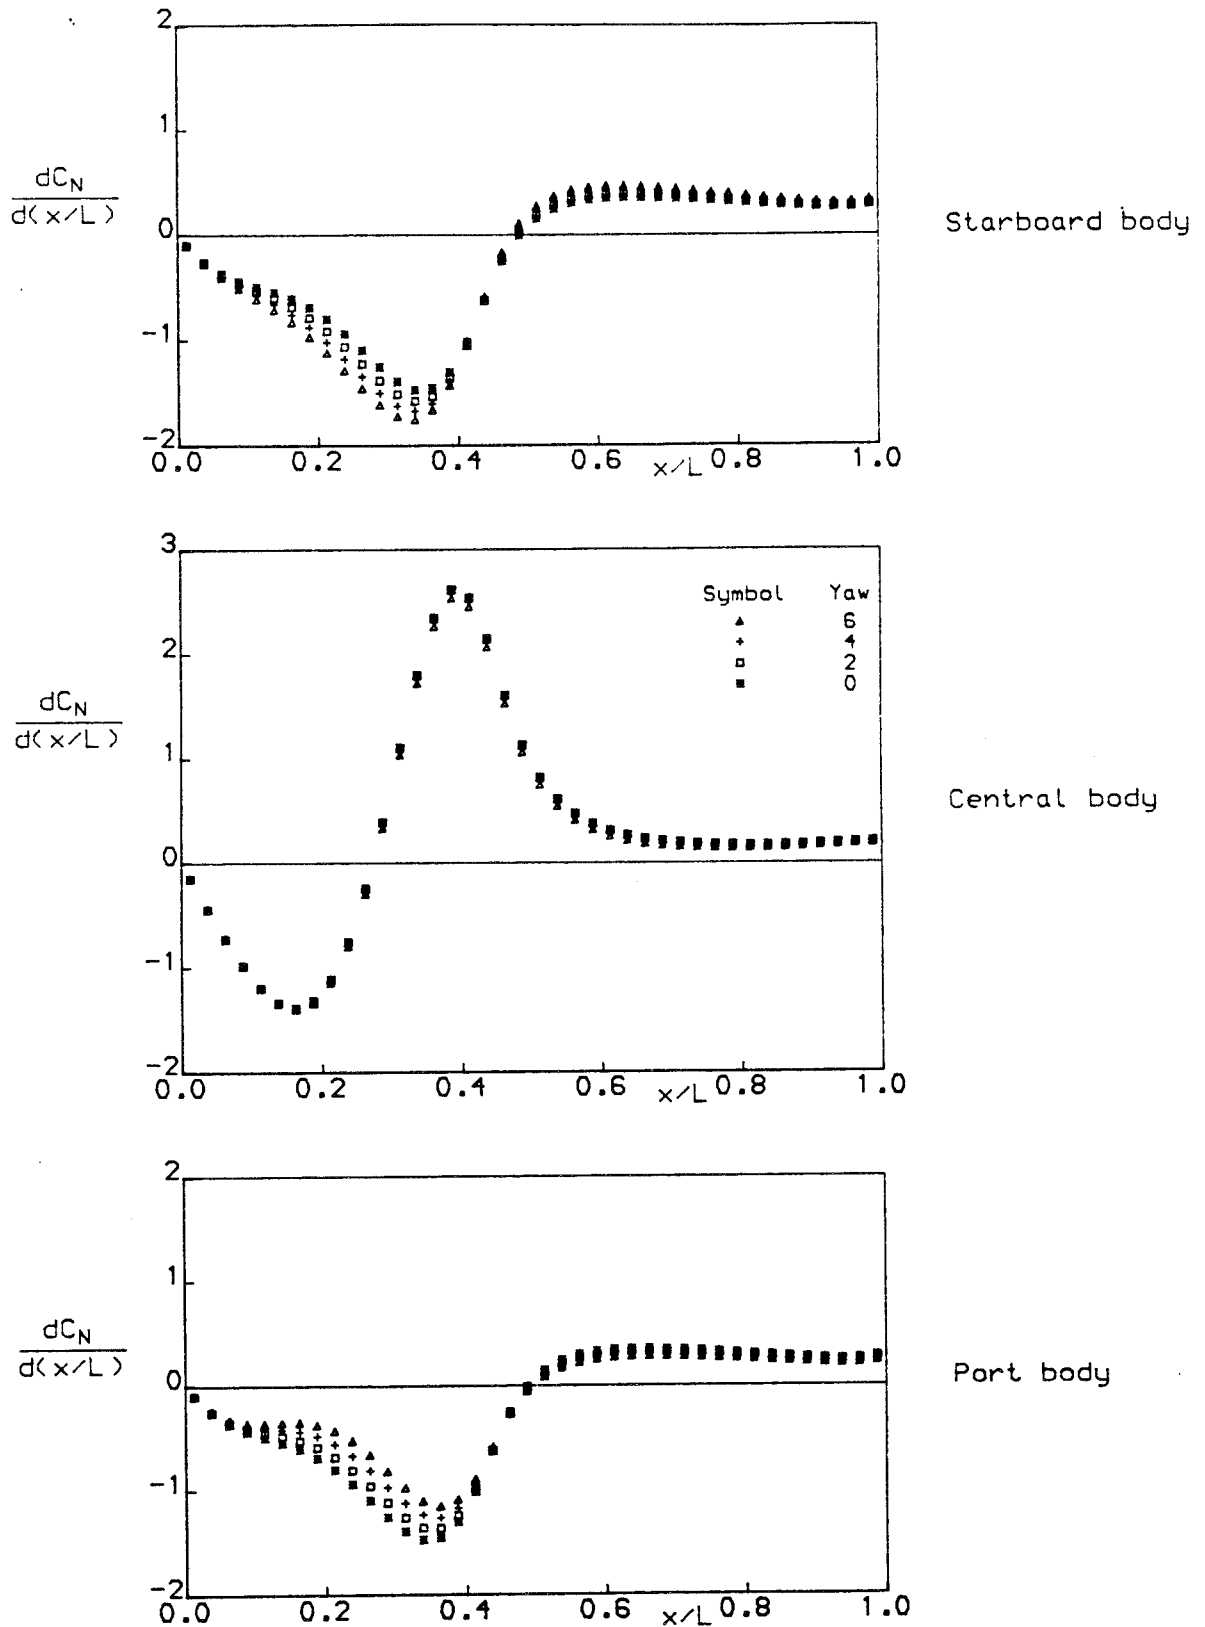 2
1
dC_N
d(x/L)
0
-1
-2
0.0 0.2 0.4 0.6 x/L 0.8 1.0
Starboard body
3
Symbol Yaw
▲ 6
+ 4
□ 2
■ 0
2
dC_N
d(x/L)
1
0
-1
-2
0.0 0.2 0.4 0.6 x/L 0.8 1.0
Central body
2
1
dC_N
d(x/L)
0
-1
-2
0.0 0.2 0.4 0.6 x/L 0.8 1.0
Port body